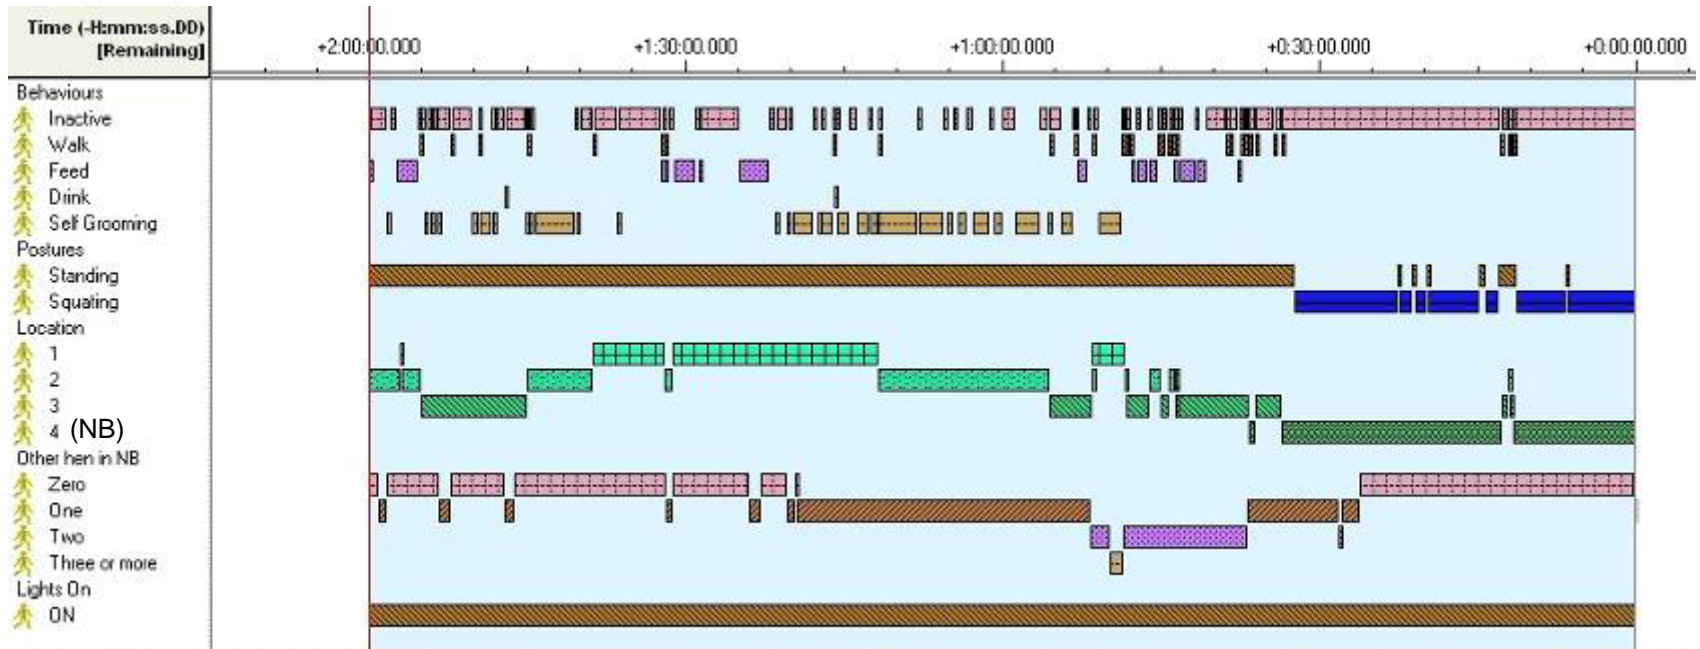 Time (-H:mm:ss.DD)
[Remaining]
+2:00:00.000 +1:30:00.000 +1:00:00.000 +0:30:00.000 +0:00:00.000
Behaviours
Inactive
Walk
Feed
Drink
Self Grooming
Postures
Standing
Squating
Location
1
2
3
4 (NB)
Other hen in NB
Zero
One
Two
Three or more
Lights On
ON